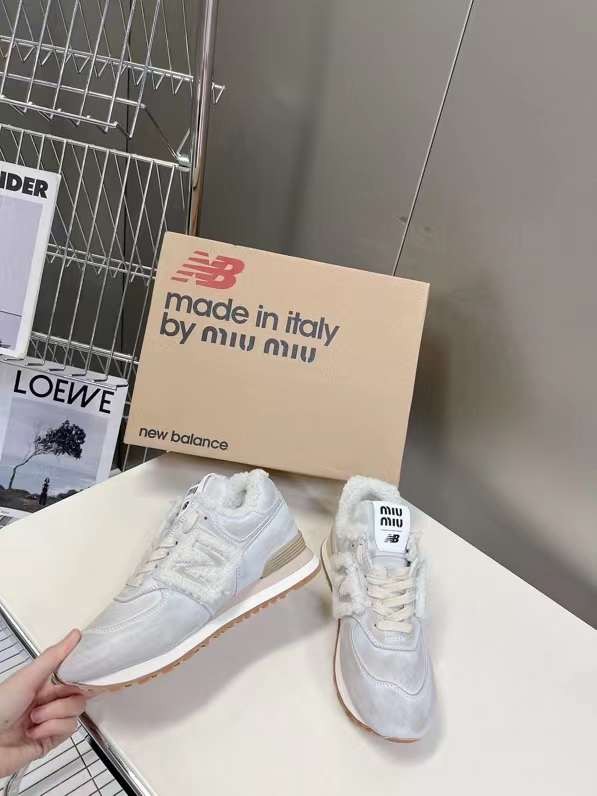 NDER
LOEWE
NB
made in italy
by miu miu
new balance
N
MIU
MIU
NB